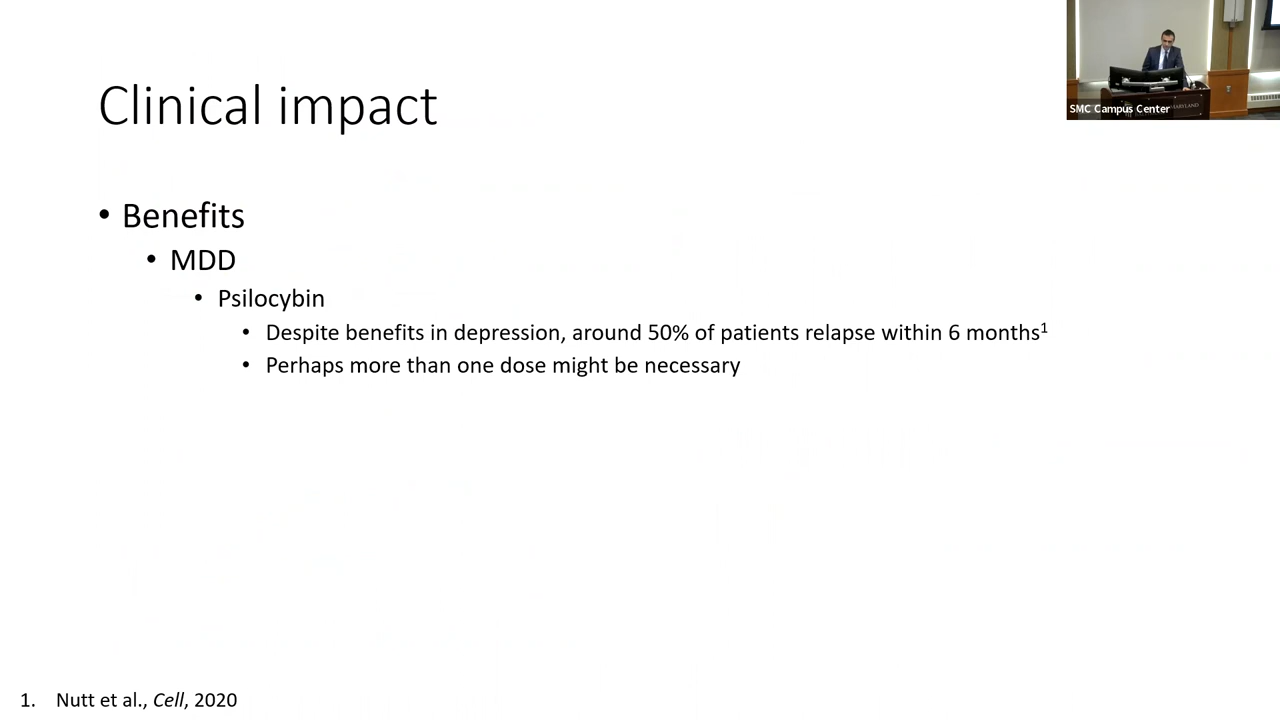 Clinical impact
SMC Campus Center
MARYLAND
• Benefits
• MDD
• Psilocybin
• Despite benefits in depression, around 50% of patients relapse within 6 months¹
• Perhaps more than one dose might be necessary
1. Nutt et al., Cell, 2020